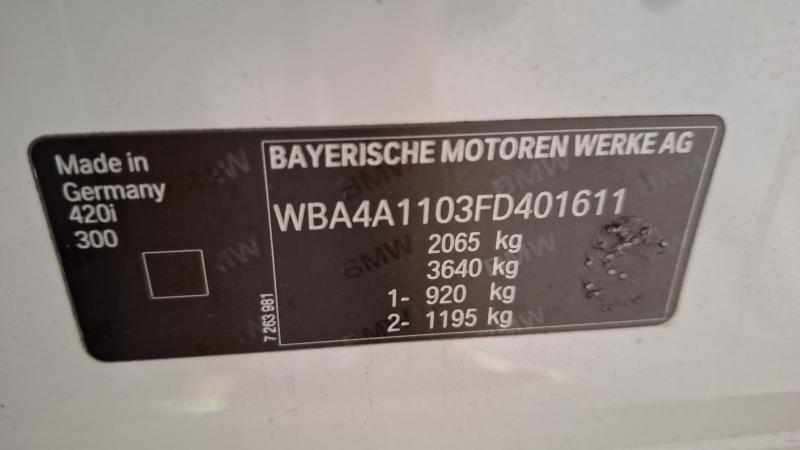 Made in
Germany
420i
300
7 263 981
BAYERISCHE MOTOREN WERKE AG
WBA4A1103FD401611
2065 kg
3640 kg
1- 920 kg
2- 1195 kg